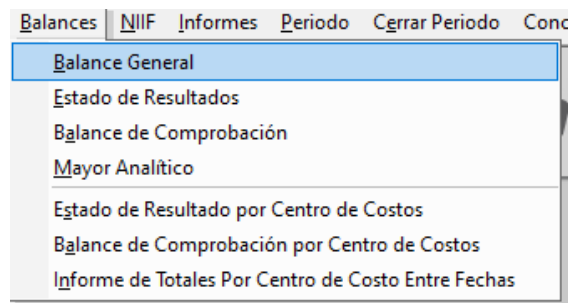 Balances NIIF Informes Periodo Cerrar Periodo Conc
Balance General
Estado de Resultados
Balance de Comprobación
Mayor Analítico
Estado de Resultado por Centro de Costos
Balance de Comprobación por Centro de Costos
Informe de Totales Por Centro de Costo Entre Fechas